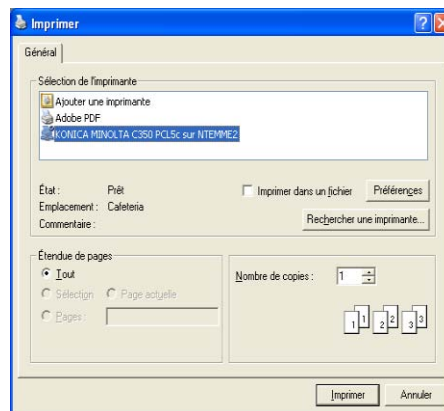 Imprimer
Général
Sélection de l'imprimante
Ajouter une imprimante
Adobe PDF
KONICA MINOLTA C350 PCL5c sur NTEMME2
État : Prêt
Imprimer dans un fichier
Préférences
Emplacement : Cafeteria
Commentaire :
Rechercher une imprimante...
Étendue de pages
Tout
Sélection Page actuelle
Pages :
Nombre de copies : 1
1 1 2 2 3 3
Imprimer Annuler